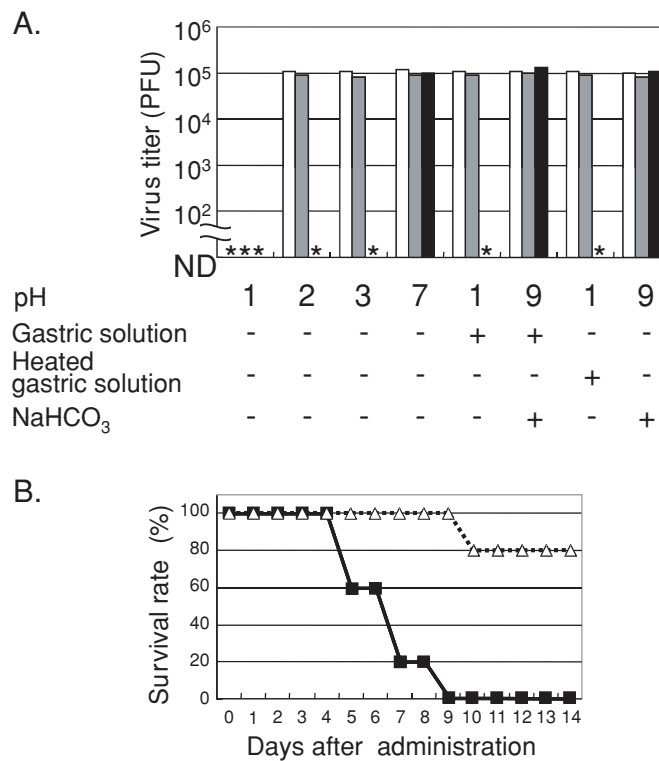 A.
Virus titer (PFU)
10⁶
10⁵
10⁴
10³
10²
ND
*** * * * *
pH 1 2 3 7 1 9 1 9
Gastric solution - - - - + + - -
Heated
gastric solution - - - - - - + -
NaHCO₃ - - - - - + - +
B.
Survival rate (%)
100
80
60
40
20
0
0 1 2 3 4 5 6 7 8 9 10 11 12 13 14
Days after administration